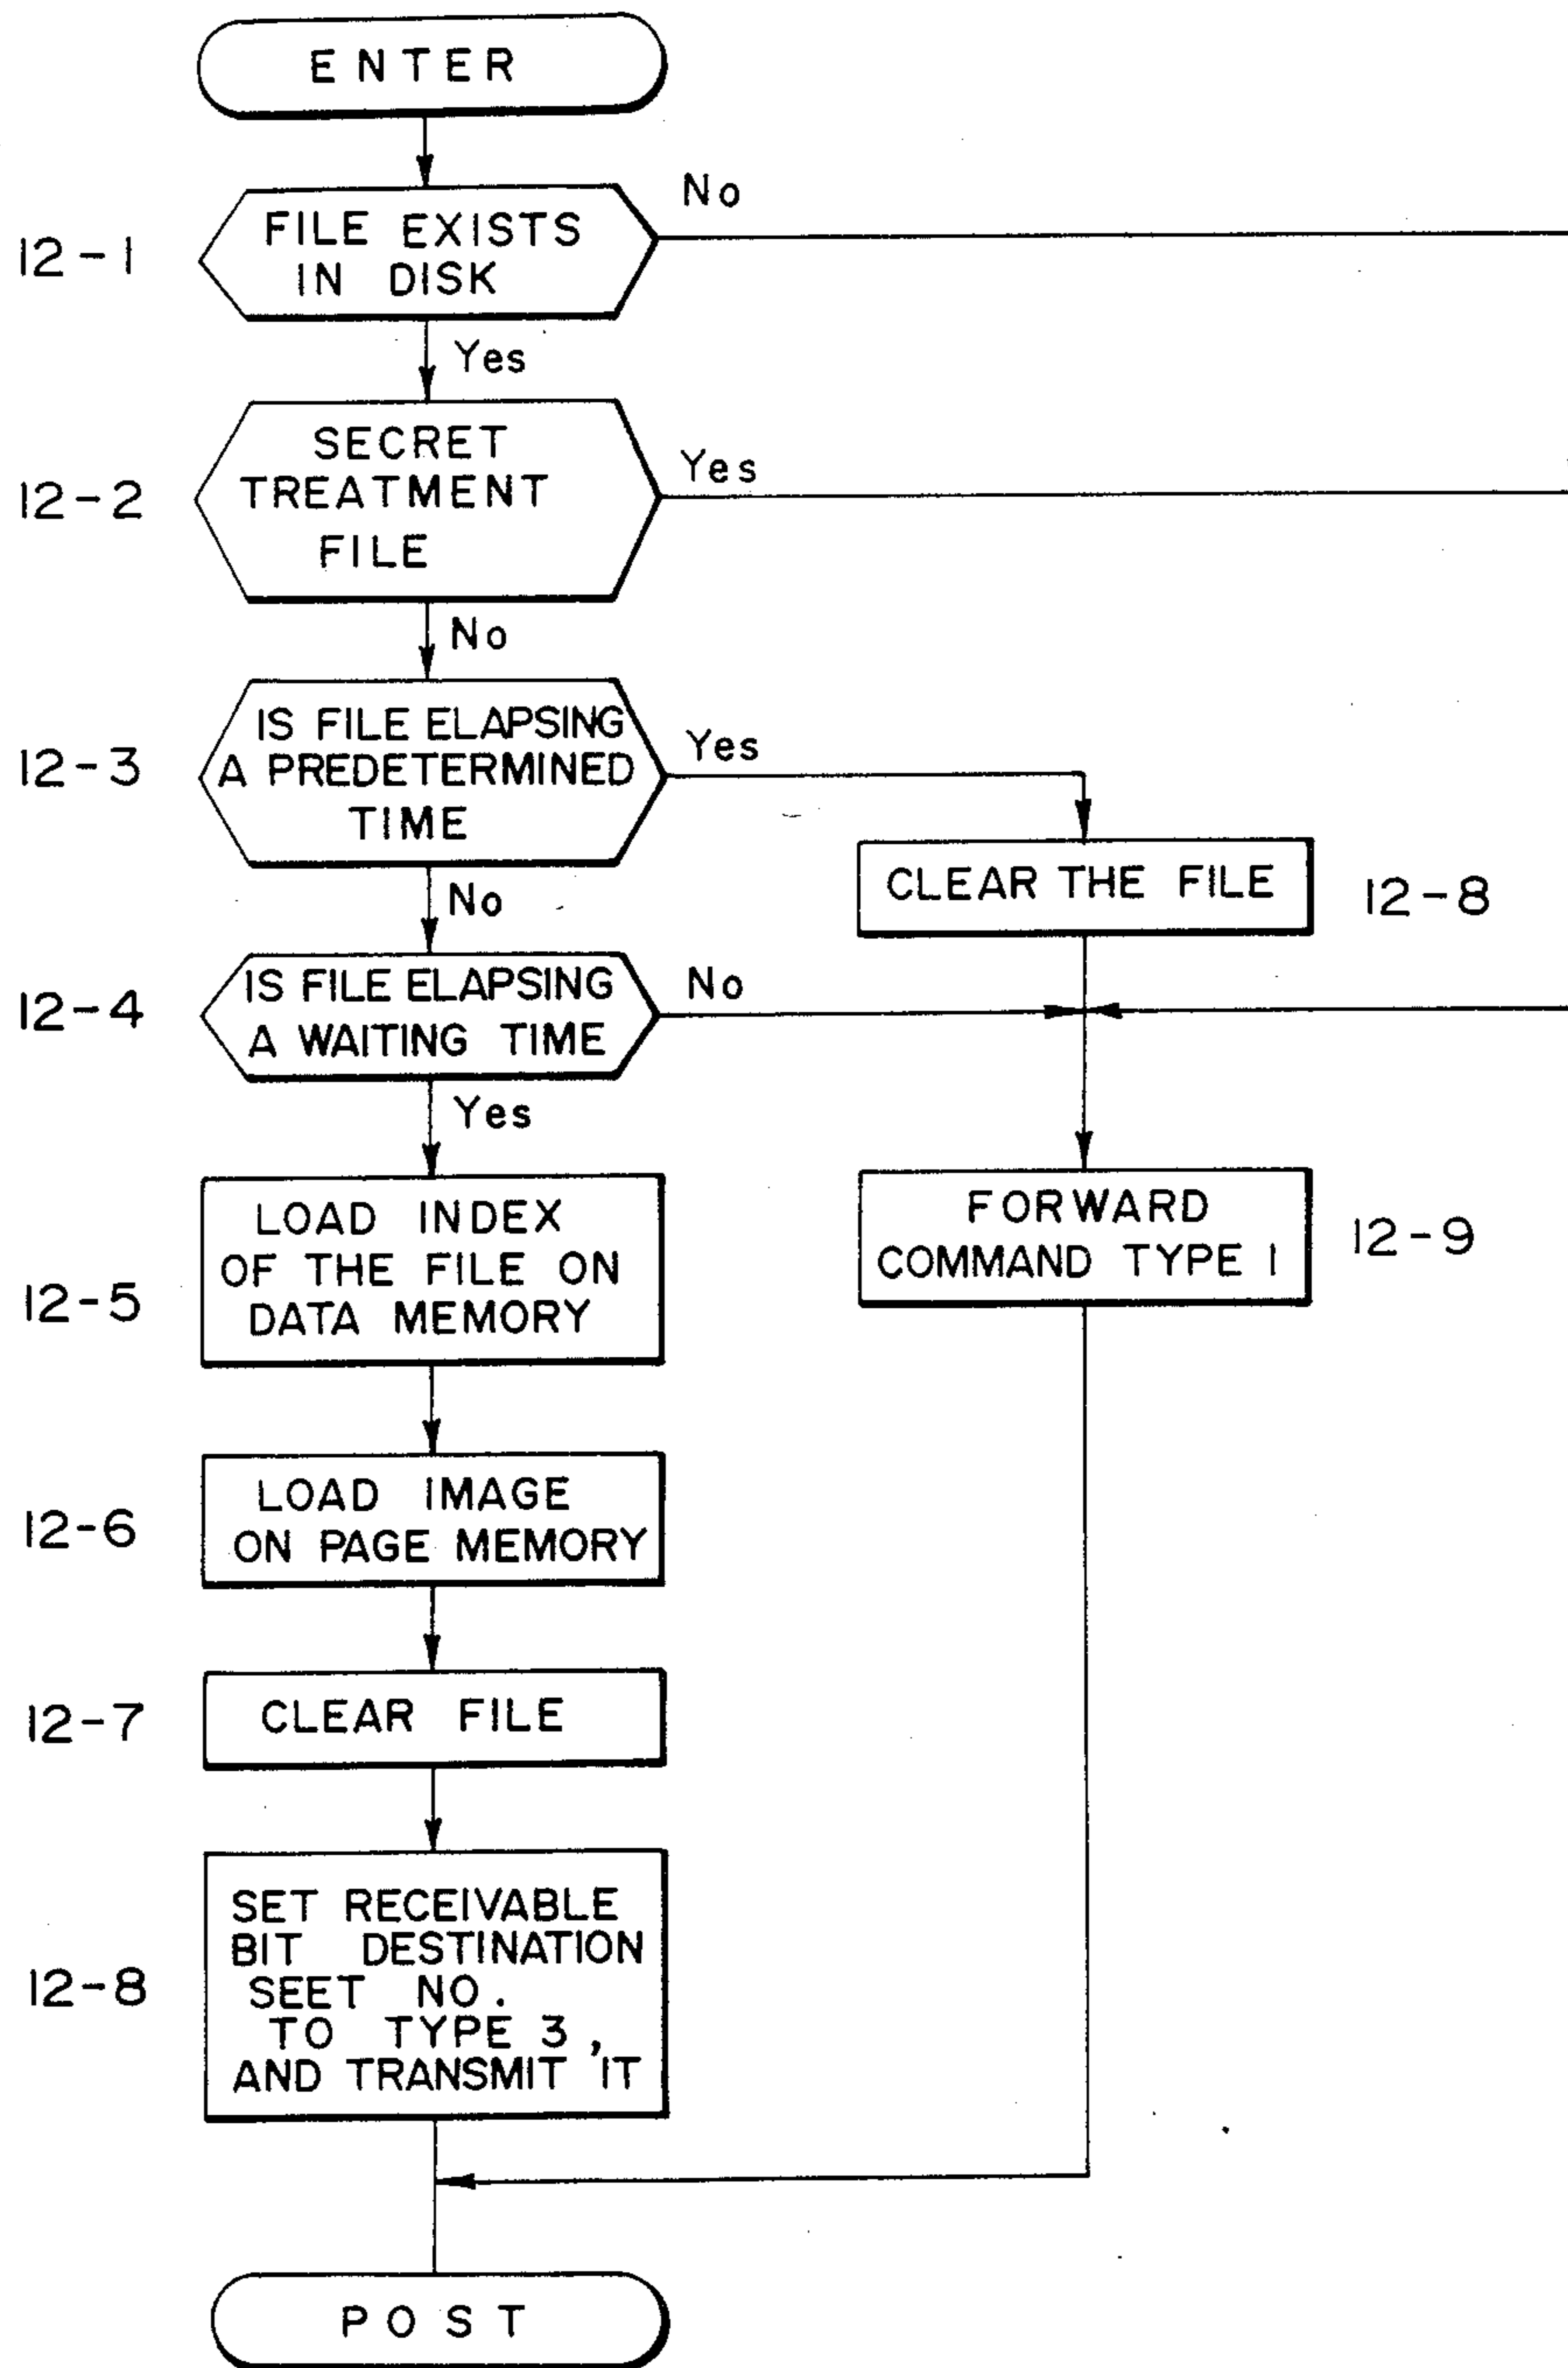 ENTER
12-1
FILE EXISTS
IN DISK
No
Yes
12-2
SECRET
TREATMENT
FILE
Yes
No
12-3
IS FILE ELAPSING
A PREDETERMINED
TIME
Yes
No
CLEAR THE FILE
12-8
12-4
IS FILE ELAPSING
A WAITING TIME
No
Yes
12-5
LOAD INDEX
OF THE FILE ON
DATA MEMORY
FORWARD
COMMAND TYPE 1
12-9
12-6
LOAD IMAGE
ON PAGE MEMORY
12-7
CLEAR FILE
12-8
SET RECEIVABLE
BIT DESTINATION
SEET NO.
TO TYPE 3,
AND TRANSMIT IT
POST